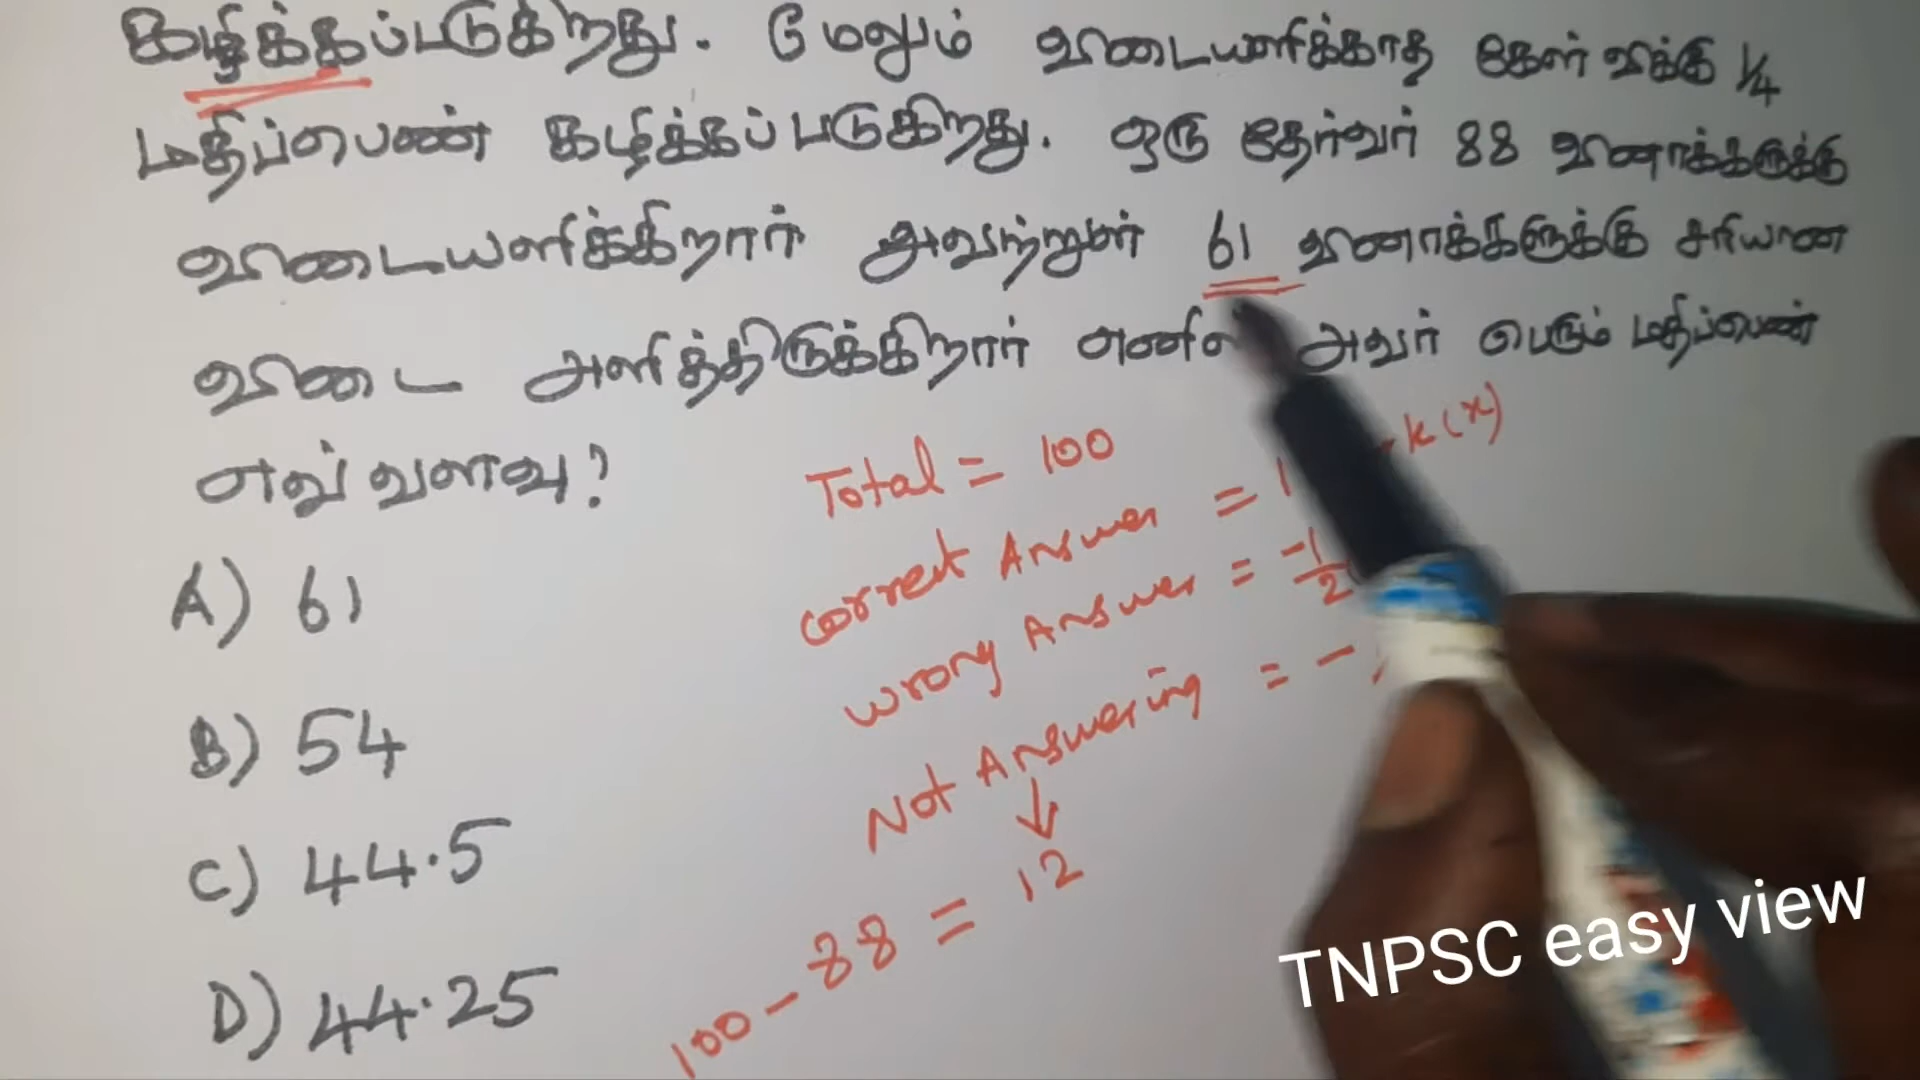 கழிக்கப்படுகிறது. மேலும் விடையளிக்காத கேள்விக்கு 1/4
மதிப்பெண் கழிக்கப்படுகிறது. ஒரு தேர்வர் 88 வினாக்களுக்கு
விடையளிக்கிறார் அவற்றுள் 61 வினாக்களுக்கு சரியான
விடை அளித்திருக்கிறார் எனில் அவர் பெரும் மதிப்பெண்
எவ்வளவு?
A) 61
B) 54
C) 44.5
D) 44.25
Total = 100
correct Answer = 1 k(x)
wrong Answer = -1/2
Not Answering = -
↓
12
100-88 =
TNPSC easy view